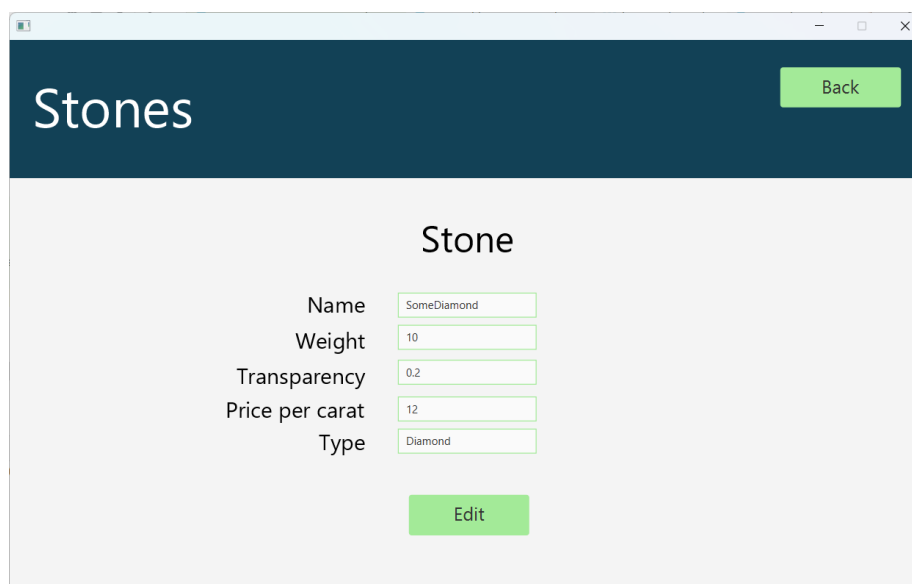 Stones
Back
Stone
Name SomeDiamond
Weight 10
Transparency 0.2
Price per carat 12
Type Diamond
Edit